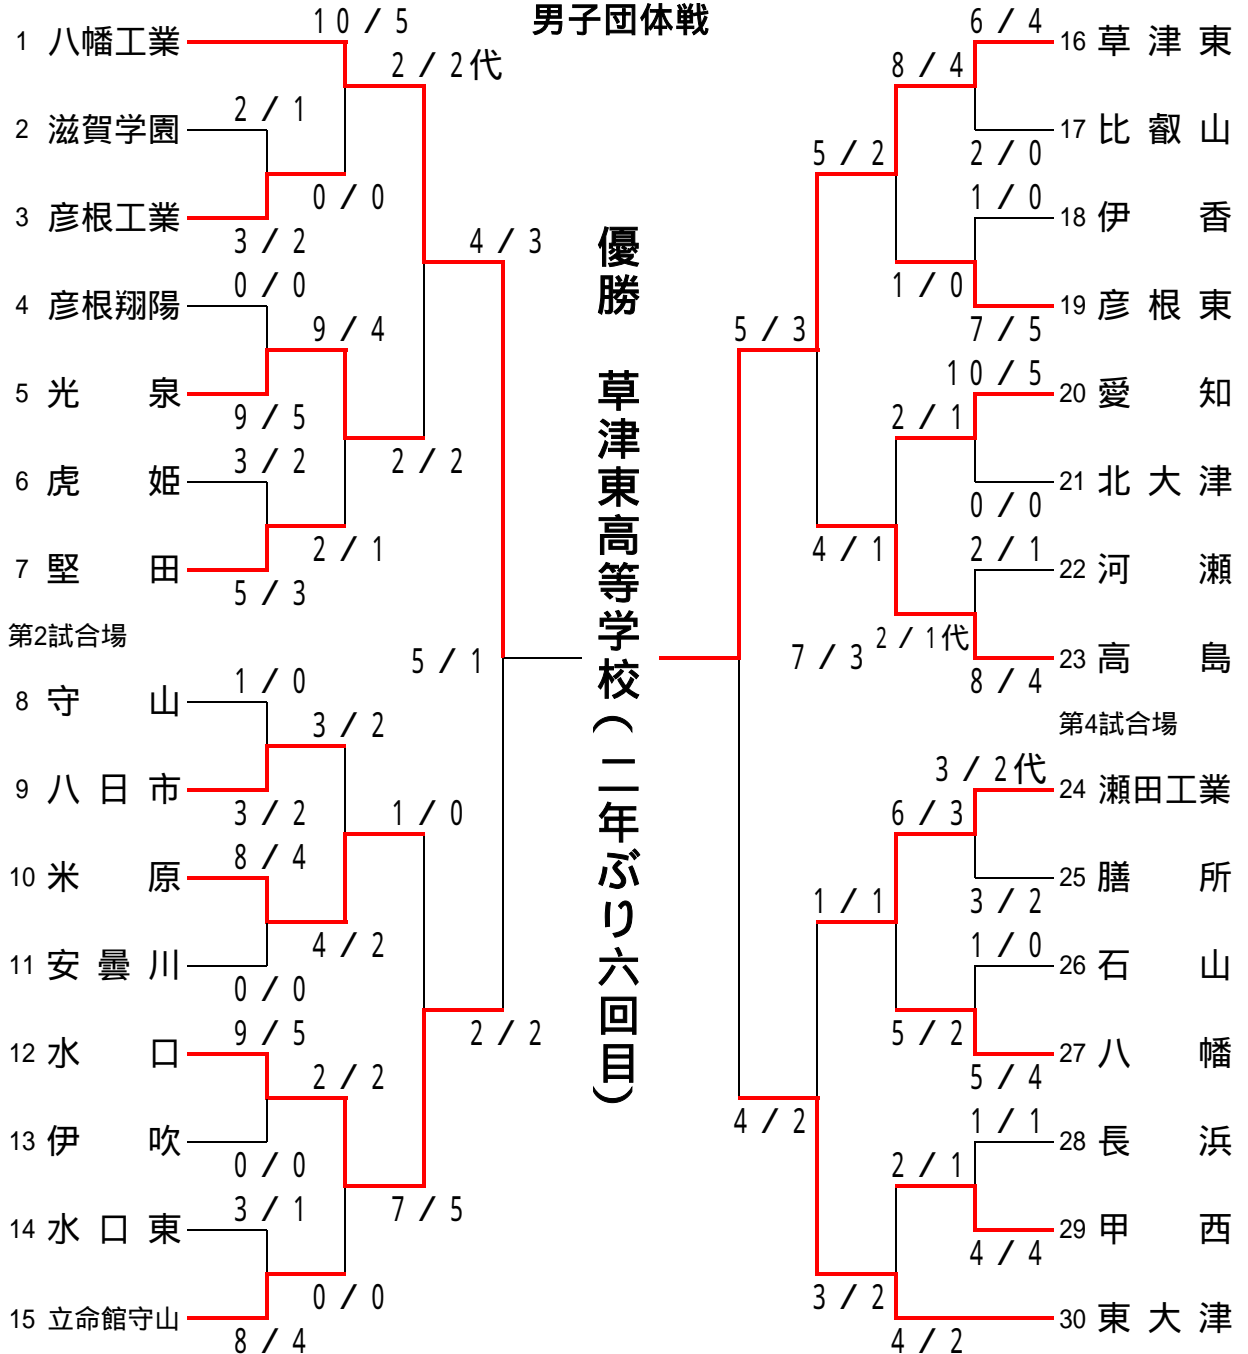 男子団体戦
10 / 5
1 八幡工業
2 / 2代
2 / 1
2 滋賀学園
0 / 0
3 彦根工業
3 / 2
4 / 3
0 / 0
4 彦根翔陽
9 / 4
5 光泉
9 / 5
3 / 2
2 / 2
6 虎姫
2 / 1
7 堅田
5 / 3
第2試合場
5 / 1
1 / 0
8 守山
3 / 2
9 八日市
3 / 2
1 / 0
8 / 4
10 米原
4 / 2
11 安曇川
0 / 0
9 / 5
2 / 2
12 水口
2 / 2
13 伊吹
0 / 0
3 / 1
7 / 5
14 水口東
0 / 0
15 立命館守山
8 / 4
優勝 草津東高等学校(二年ぶり六回目)
6 / 4
16 草津東
8 / 4
17 比叡山
5 / 2
2 / 0
1 / 0
18 伊香
1 / 0
19 彦根東
5 / 3
7 / 5
10 / 5
20 愛知
2 / 1
21 北大津
0 / 0
4 / 1
2 / 1
22 河瀬
2 / 1代
7 / 3
23 高島
8 / 4
第4試合場
3 / 2代
24 瀬田工業
6 / 3
25 膳所
1 / 1
3 / 2
1 / 0
26 石山
5 / 2
27 八幡
5 / 4
4 / 2
1 / 1
28 長浜
2 / 1
29 甲西
4 / 4
3 / 2
30 東大津
4 / 2